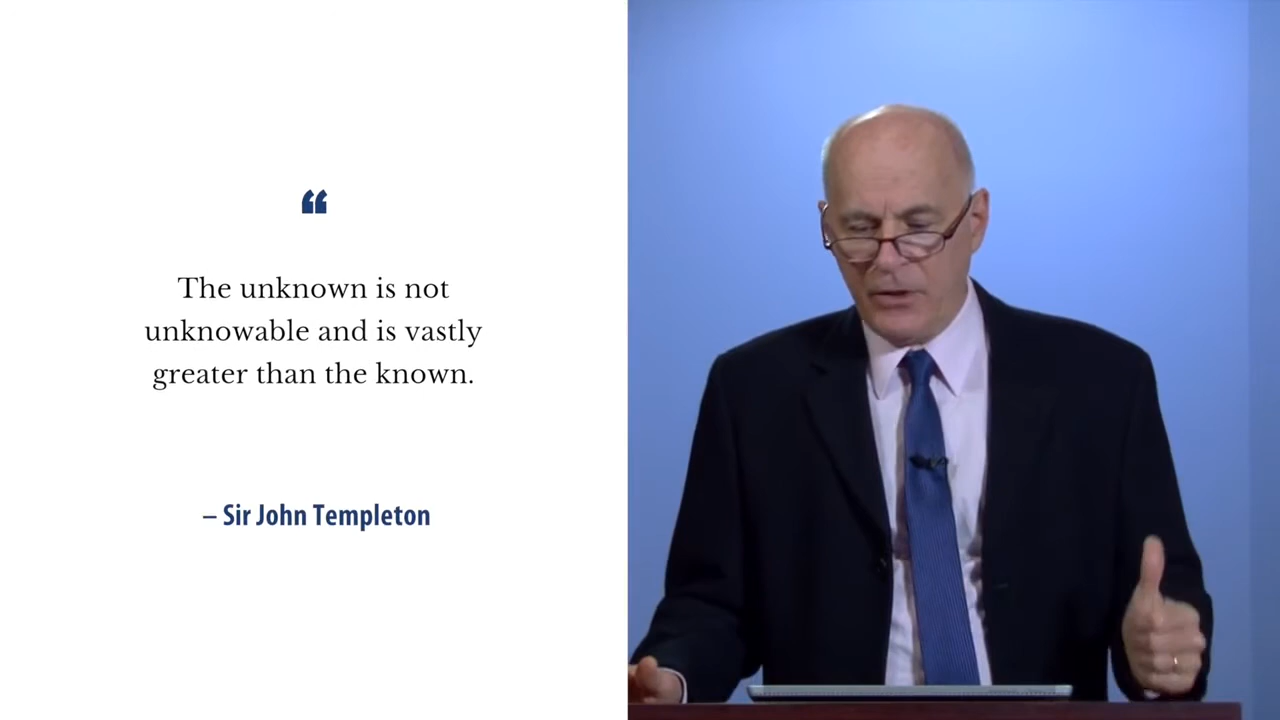 “
The unknown is not
unknowable and is vastly
greater than the known.
– Sir John Templeton